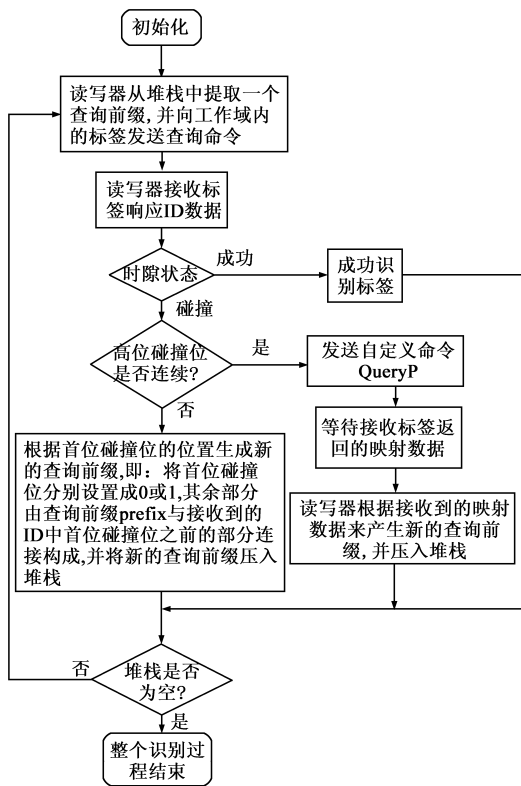 初始化
读写器从堆栈中提取一个
查询前缀,并向工作域内
的标签发送查询命令
读写器接收标
签响应ID数据
时隙状态
成功
成功识
别标签
碰撞
高位碰撞位
是否连续?
是
发送自定义命令
QueryP
否
等待接收标签返
回的映射数据
根据首位碰撞位的位置生成新
的查询前缀,即：将首位碰撞
位分别设置成0或1,其余部分
由查询前缀prefix与接收到的
ID中首位碰撞位之前的部分连
接构成,并将新的查询前缀压入
堆栈
读写器根据接收到的映射
数据来产生新的查询前
缀,并压入堆栈
否
堆栈是否
为空?
是
整个识别过
程结束